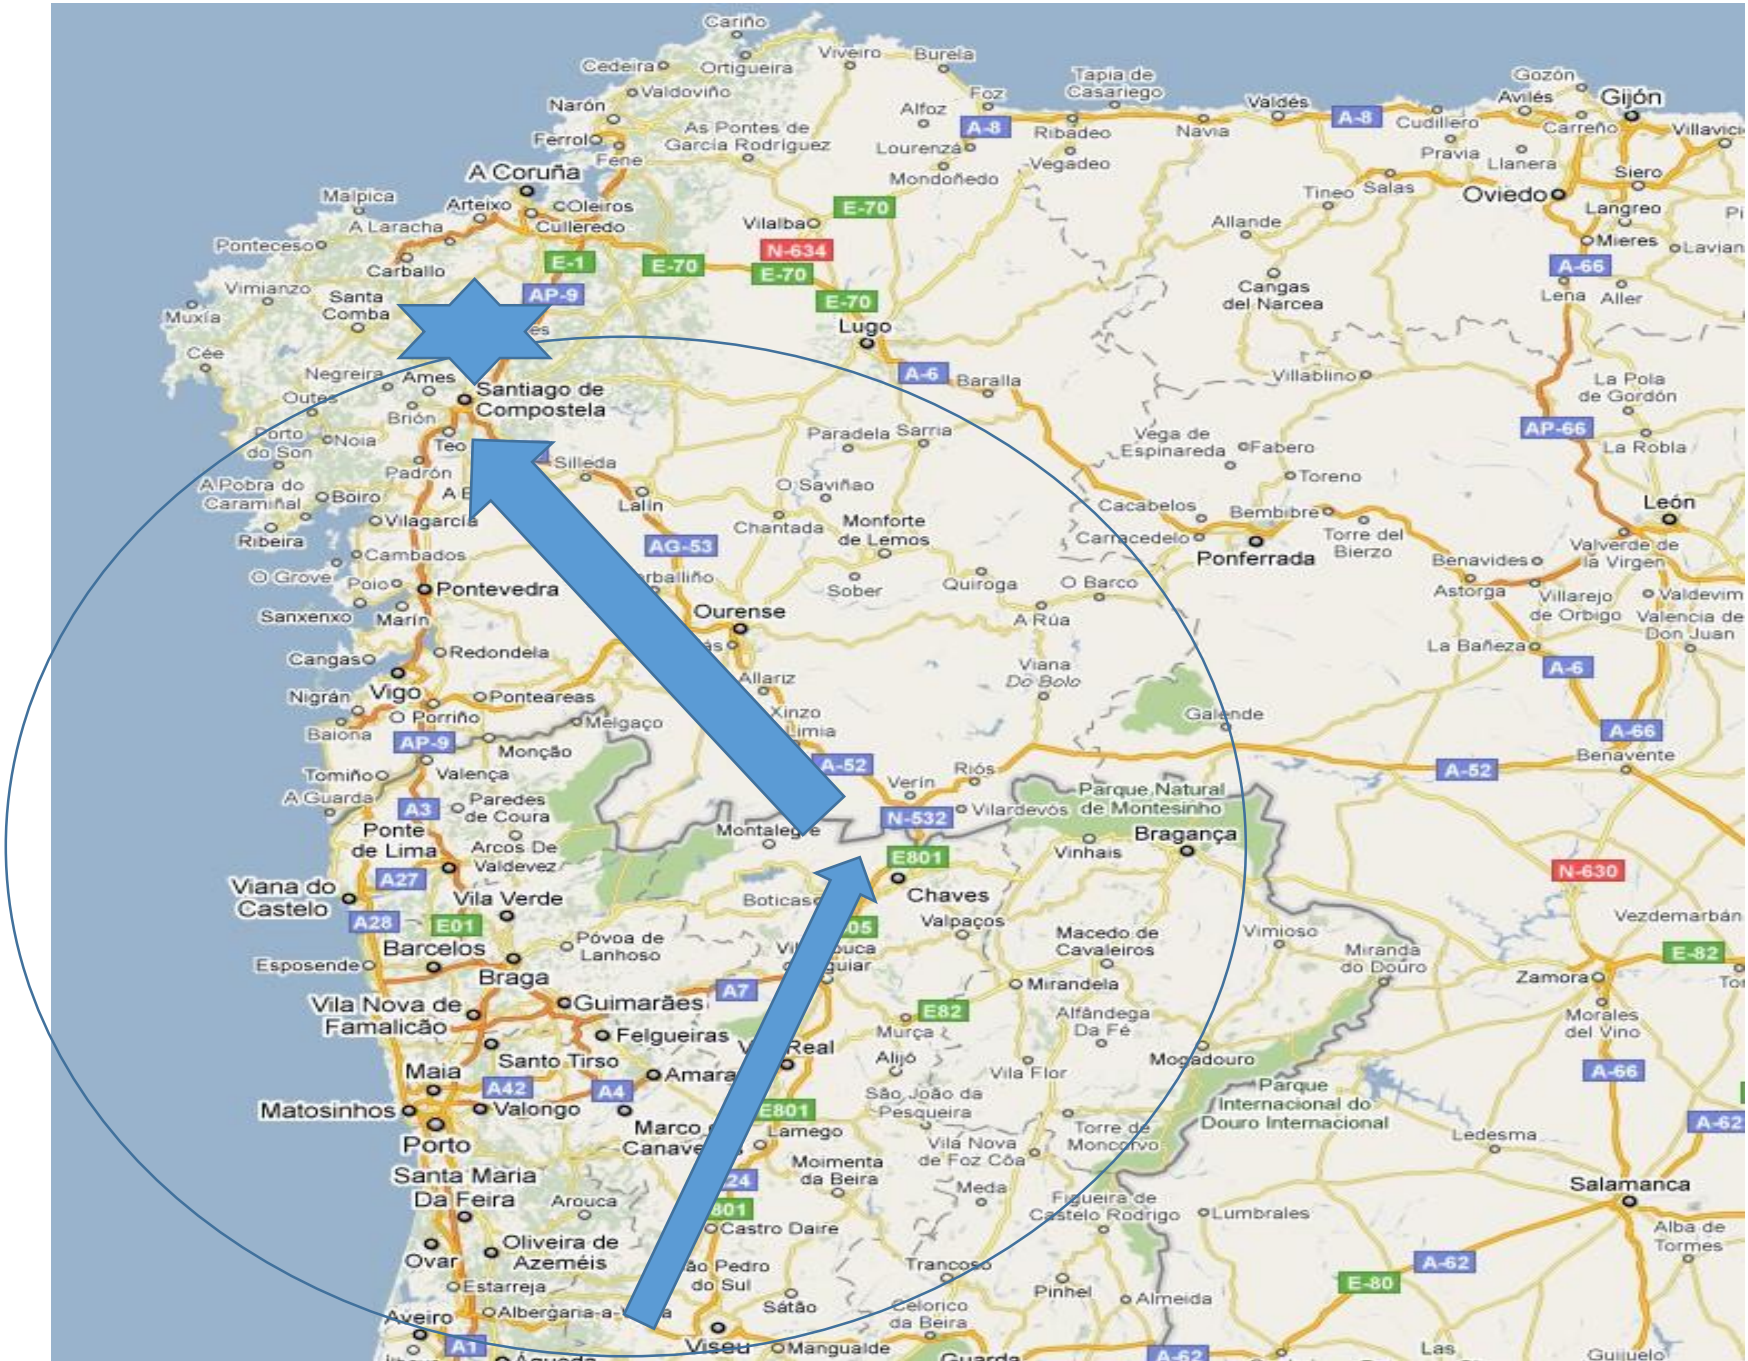 Cariño
Cedeira
Ortigueira
Viveiro
Burela
Valdoviño
Narón
Ferrol
Fene
As Pontes de
García Rodríguez
Alfoz
Foz
A-8
Lourenzá
Mondoñedo
Ribadeo
Vegadeo
Tapia de
Casariego
Navia
Valdés
A-8
Cudillero
Pravia
Gozón
Avilés
Gijón
Carreño
Llanera
Siero
Tineo
Salas
Oviedo
Langreo
Mieres
Allande
A-66
Lena
Aller
A Coruña
Malpica
Arteixo
Culleredo
A Laracha
Ponteceso
Carballo
Vilalba
E-70
N-634
E-70
E-70
E-70
E-1
AP-9
Vimianzo
Muxía
Santa
Comba
Cée
Lugo
A-6
Baralla
Cangas
del Narcea
Villablino
La Pola
de Gordón
AP-66
La Robla
Negreira
Ames
Santiago de
Compostela
Outes
Brión
Teo
Noia
Porto
do Son
Padrón
Silleda
A Pobra do
Caramiñal
Boiro
Lalín
Vilagarcía
Ribeira
Paradela
Sarria
O Saviñao
Chantada
Monforte
de Lemos
Vega de
Espinareda
Fabero
Toreno
Cacabelos
Bembibre
Carracedelo
Ponferrada
Torre del
Bierzo
León
Valverde de
la Virgen
Benavides
Astorga
Villarejo
de Orbigo
Valencia de
Don Juan
La Bañeza
A-6
Cambados
O Grove
Poio
Pontevedra
Sanxenxo
Marín
AG-53
Sober
Quiroga
O Barco
A Rúa
Ourense
Cangas
Redondela
Vigo
Nigrán
Ponteareas
O Porriño
Baiona
AP-9
Melgaço
Monção
Allariz
Xinzo
Limia
Viana
Do Bolo
Galende
A-66
Benavente
A-52
A-52
Verín
Riós
Tomiño
Valença
A Guarda
A3
Paredes
de Coura
N-532
Vilardevós
Parque Natural
de Montesinho
Montalegre
Bragança
Vinhais
Ponte
de Lima
Arcos De
Valdevez
E801
Chaves
A27
Viana do
Castelo
Vila Verde
Boticas
N-630
A28
E01
Barcelos
Póvoa de
Lanhoso
Valpaços
Macedo de
Cavaleiros
Vimioso
Miranda
do Douro
Vezdemarbán
E-82
Esposende
Braga
Zamora
Vila Nova de
Famalicão
Guimarães
A7
Mirandela
Felgueiras
Murça
E82
Alfândega
Da Fé
Morales
del Vino
Santo Tirso
Alijó
Mogadouro
Maia
A42
A4
Vila Flor
A-66
Matosinhos
Valongo
E801
São João da
Pesqueira
Parque
Internacional do
Douro Internacional
Porto
Lamego
Torre de
Moncorvo
A-62
Vila Nova
de Foz Côa
Ledesma
Santa Maria
Da Feira
Moimenta
da Beira
Meda
Figueira de
Castelo Rodrigo
Salamanca
Arouca
Castro Daire
Lumbrales
Alba de
Tormes
Ovar
Oliveira de
Azeméis
do Sul
Trancoso
A-62
E-80
Estarreja
Pinhel
Almeida
Aveiro
Sátão
Celorico
da Beira
A1
Viseu
Mangualde
Las